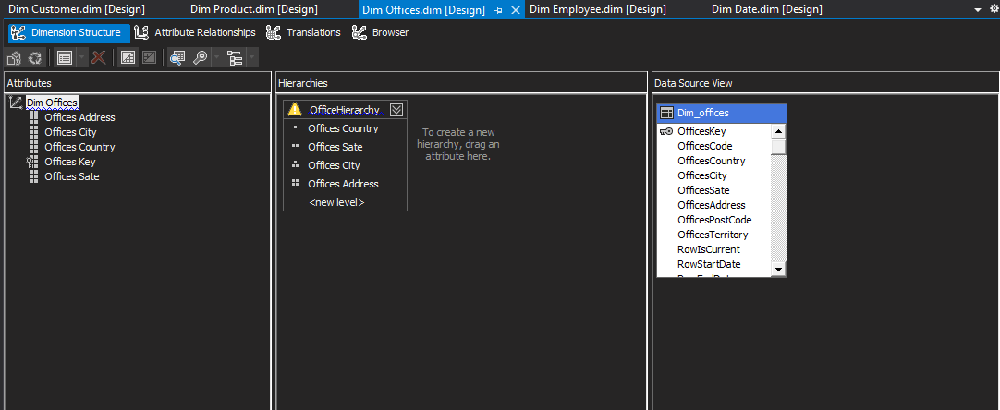 Dim Customer.dim [Design] Dim Product.dim [Design] Dim Offices.dim [Design] Dim Employee.dim [Design] Dim Date.dim [Design]
Dimension Structure Attribute Relationships Translations Browser
Attributes
Dim Offices
Offices Address
Offices City
Offices Country
Offices Key
Offices Sate
Hierarchies
OfficeHierarchy
Offices Country
Offices Sate
Offices City
Offices Address
<new level>
To create a new
hierarchy, drag an
attribute here.
Data Source View
Dim_offices
OfficesKey
OfficesCode
OfficesCountry
OfficesCity
OfficesSate
OfficesAddress
OfficesPostCode
OfficesTerritory
RowIsCurrent
RowStartDate